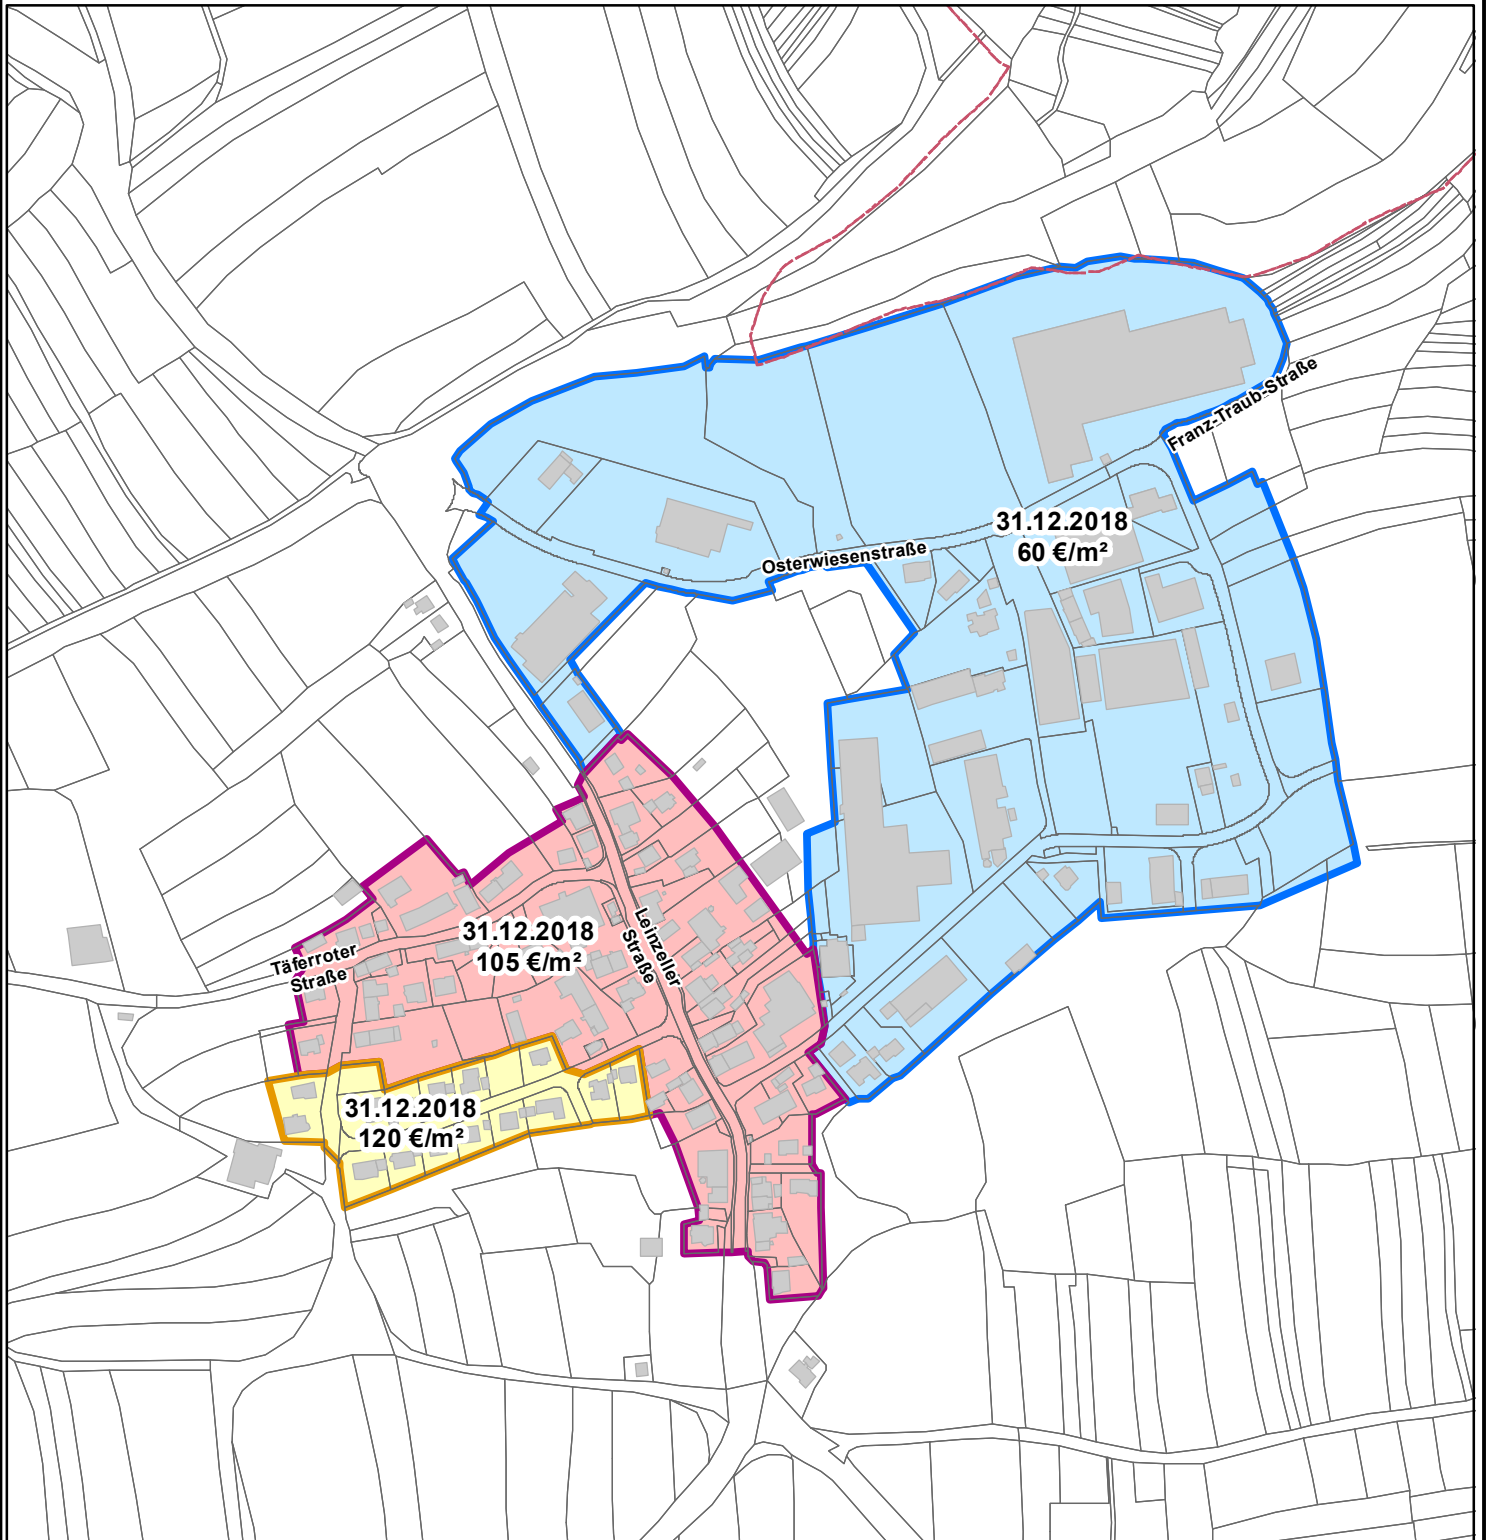 Franz-Traub-Straße
31.12.2018
60 €/m²
Osterwiesenstraße
31.12.2018
105 €/m²
Leinzeller
Straße
Täferroter
Straße
31.12.2018
120 €/m²